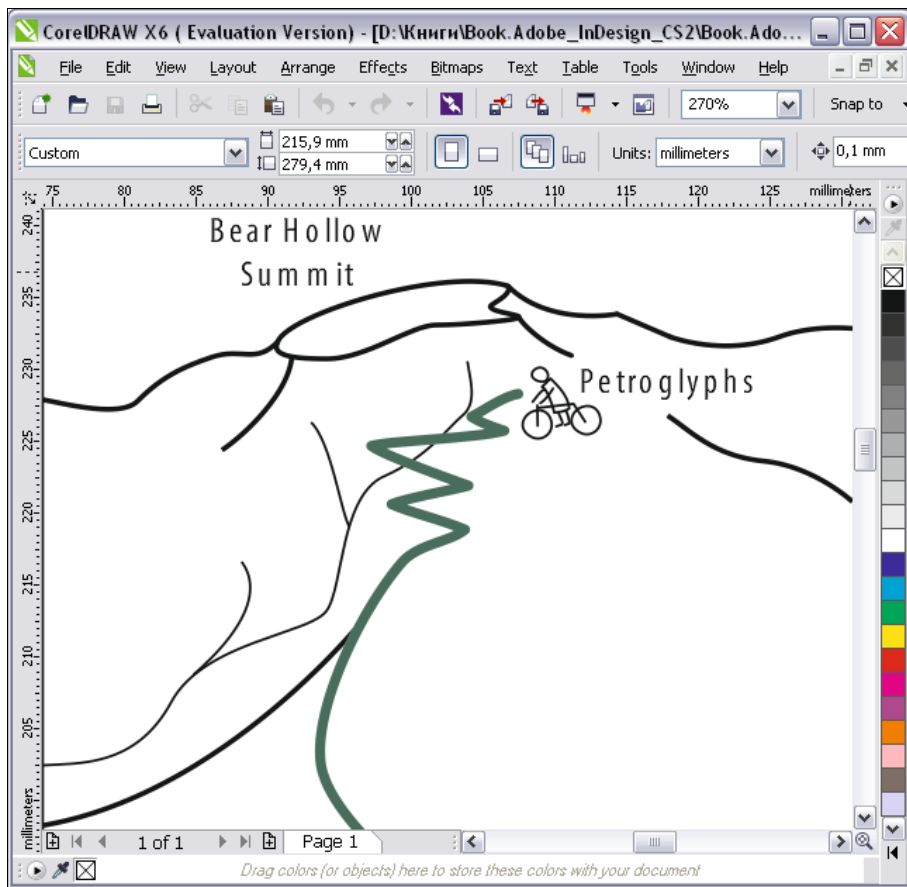 CorelDRAW X6 ( Evaluation Version) - [D:\Книги\Book.Adobe_InDesign_CS2\Book.Ado...
File Edit View Layout Arrange Effects Bitmaps Text Table Tools Window Help
270% Snap to
Custom 215,9 mm 279,4 mm Units: millimeters 0,1 mm
75 80 85 90 95 100 105 110 115 120 125 millimeters
240
235
230
225
220
215
210
205
millimeters
Bear Hollow
Summit
Petroglyphs
1 of 1 Page 1
Drag colors (or objects) here to store these colors with your document